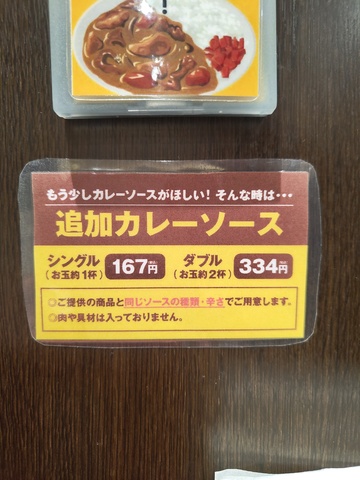 !
もう少しカレーソースがほしい! そんな時は・・・
追加カレーソース
シングル 167円 ダブル 334円
(お玉約1杯) (お玉約2杯)
◎ご提供の商品と同じソースの種類・辛さでご用意します。
◎肉や具材は入っておりません。